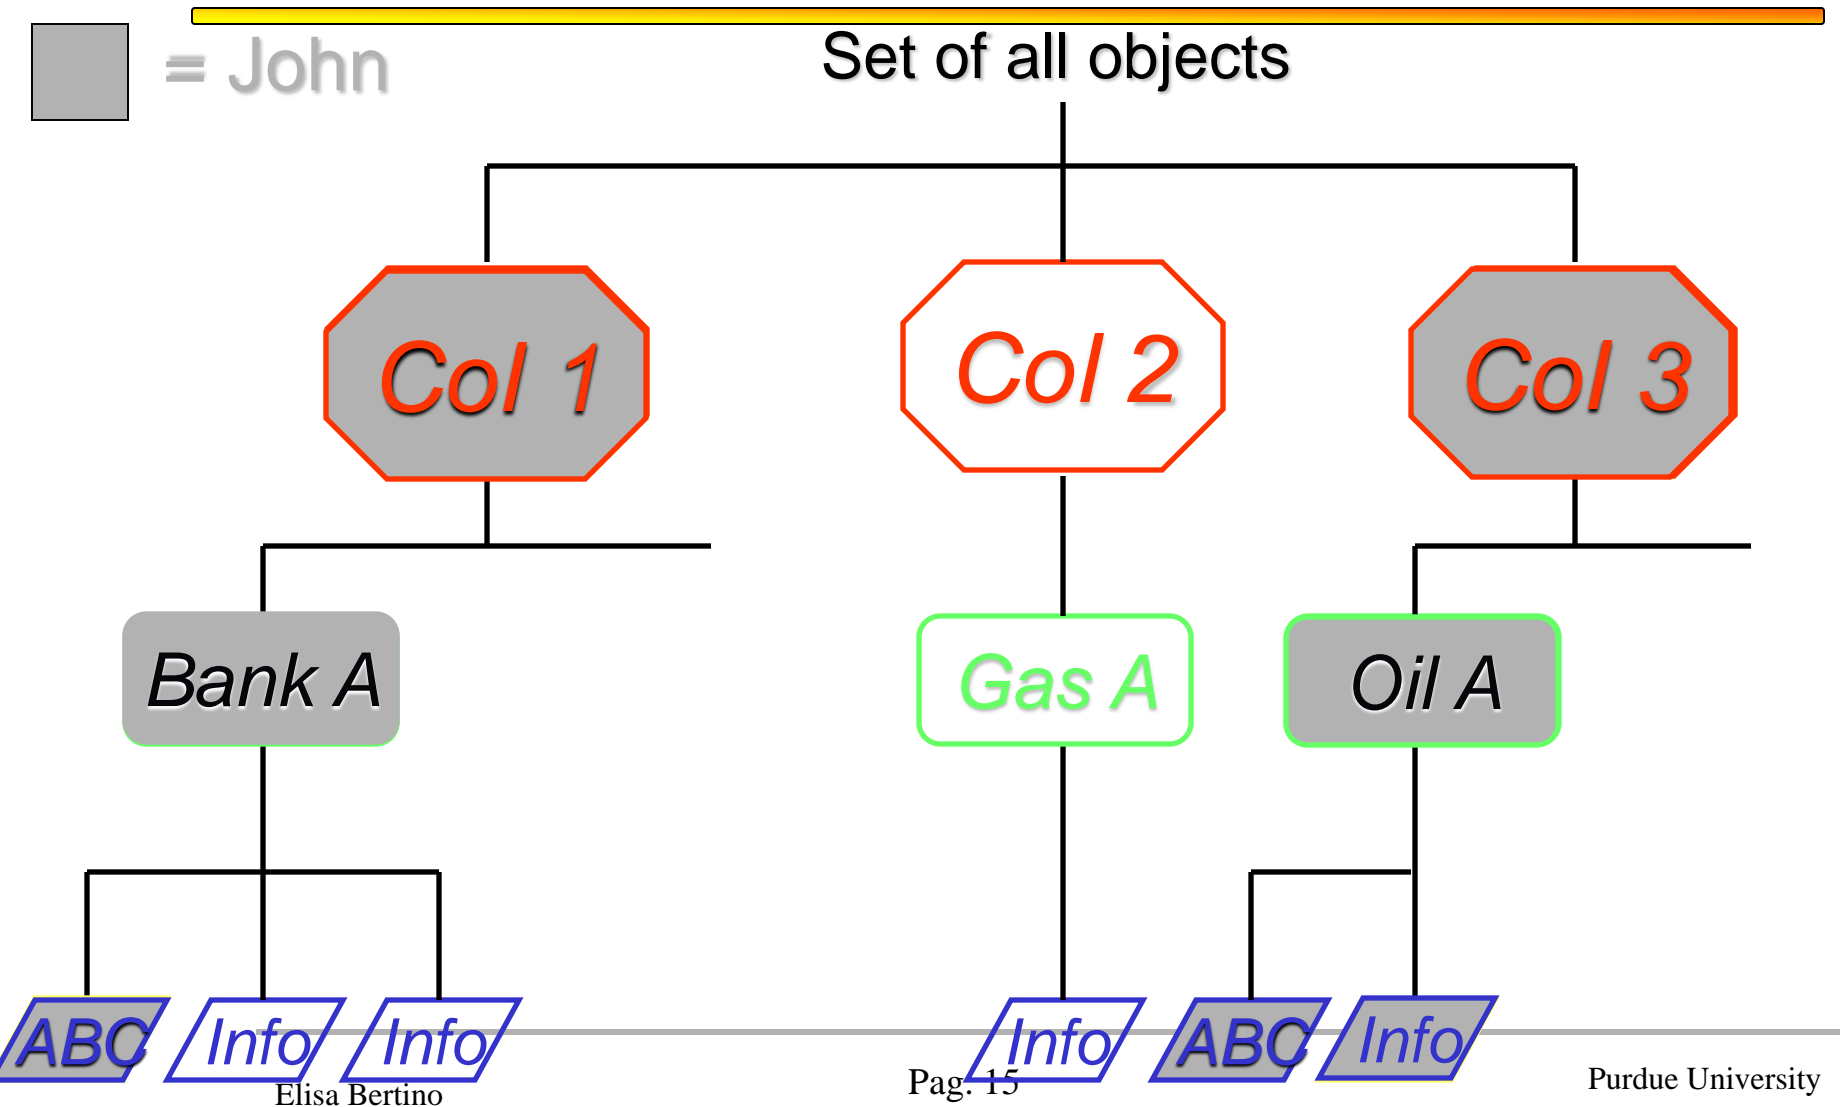 = John
Set of all objects
Col 1
Col 2
Col 3
Bank A
Gas A
Oil A
ABC
Info
Info
Info
ABC
Info
Elisa Bertino
Pag. 15
Purdue University